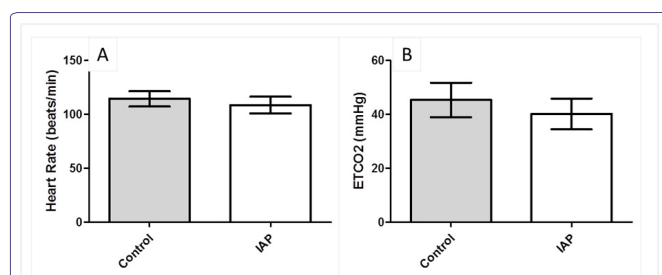 A
Heart Rate (beats/min)
150
100
50
0
Control
IAP
B
ETCO2 (mmHg)
60
40
20
0
Control
IAP